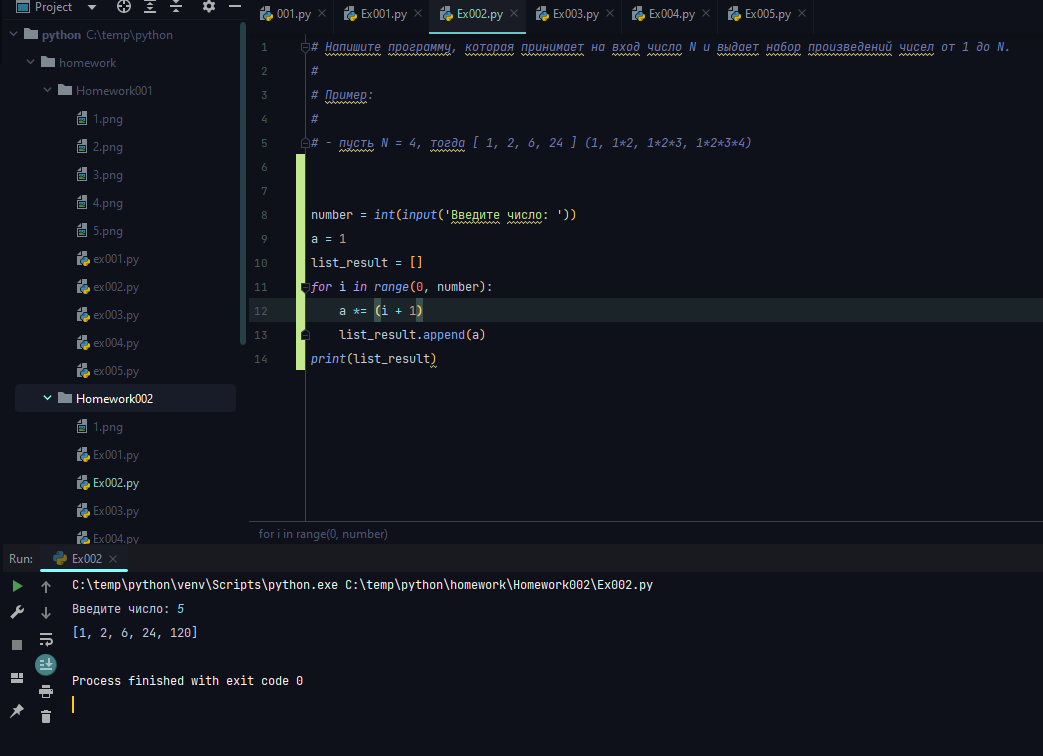 Project
001.py
Ex001.py
Ex002.py
Ex003.py
Ex004.py
Ex005.py
python C:\temp\python
homework
Homework001
1.png
2.png
3.png
4.png
5.png
ex001.py
ex002.py
ex003.py
ex004.py
ex005.py
Homework002
1.png
Ex001.py
Ex002.py
Ex003.py
Ex004.py
1 # Напишите программу, которая принимает на вход число N и выдает набор произведений чисел от 1 до N.
2 #
3 # Пример:
4 #
5 # - пусть N = 4, тогда [ 1, 2, 6, 24 ] (1, 1*2, 1*2*3, 1*2*3*4)
6
7
8 number = int(input('Введите число: '))
9 a = 1
10 list_result = []
11 for i in range(0, number):
12 a *= (i + 1)
13 list_result.append(a)
14 print(list_result)
for i in range(0, number)
Run: Ex002
C:\temp\python\venv\Scripts\python.exe C:\temp\python\homework\Homework002\Ex002.py
Введите число: 5
[1, 2, 6, 24, 120]
Process finished with exit code 0